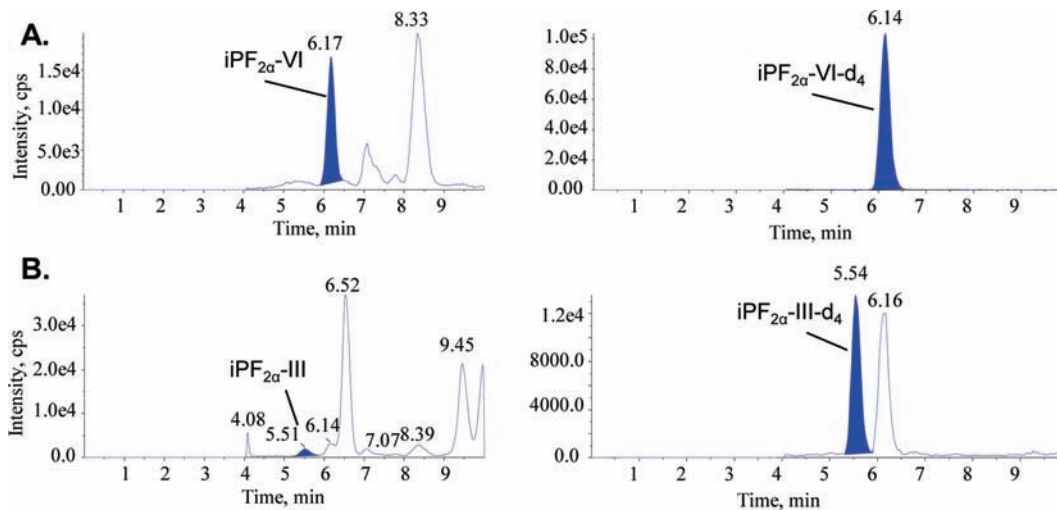 A.
Intensity, cps
1.5e4
1.0e4
5.0e3
0.00
iPF2α-VI
6.17
8.33
1 2 3 4 5 6 7 8 9
Time, min
1.0e5
8.0e4
6.0e4
4.0e4
2.0e4
0.00
iPF2α-VI-d4
6.14
1 2 3 4 5 6 7 8 9
Time, min
B.
Intensity, cps
3.0e4
2.0e4
1.0e4
0.0
iPF2α-III
4.08
5.51
6.14
6.52
7.07
8.39
9.45
1 2 3 4 5 6 7 8 9
Time, min
1.2e4
8000.0
4000.0
0.0
iPF2α-III-d4
5.54
6.16
1 2 3 4 5 6 7 8 9
Time, min